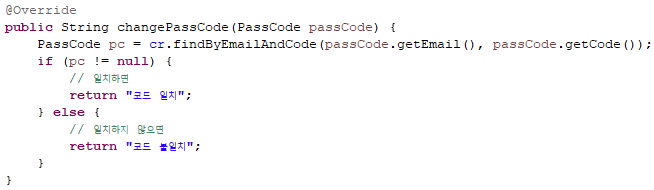 @Override
public String changePassCode(PassCode passCode) {
    PassCode pc = cr.findByEmailAndCode(passCode.getEmail(), passCode.getCode());
    if (pc != null) {
        // 일치하면
        return "코드 일치";
    } else {
        // 일치하지 않으면
        return "코드 불일치";
    }
}